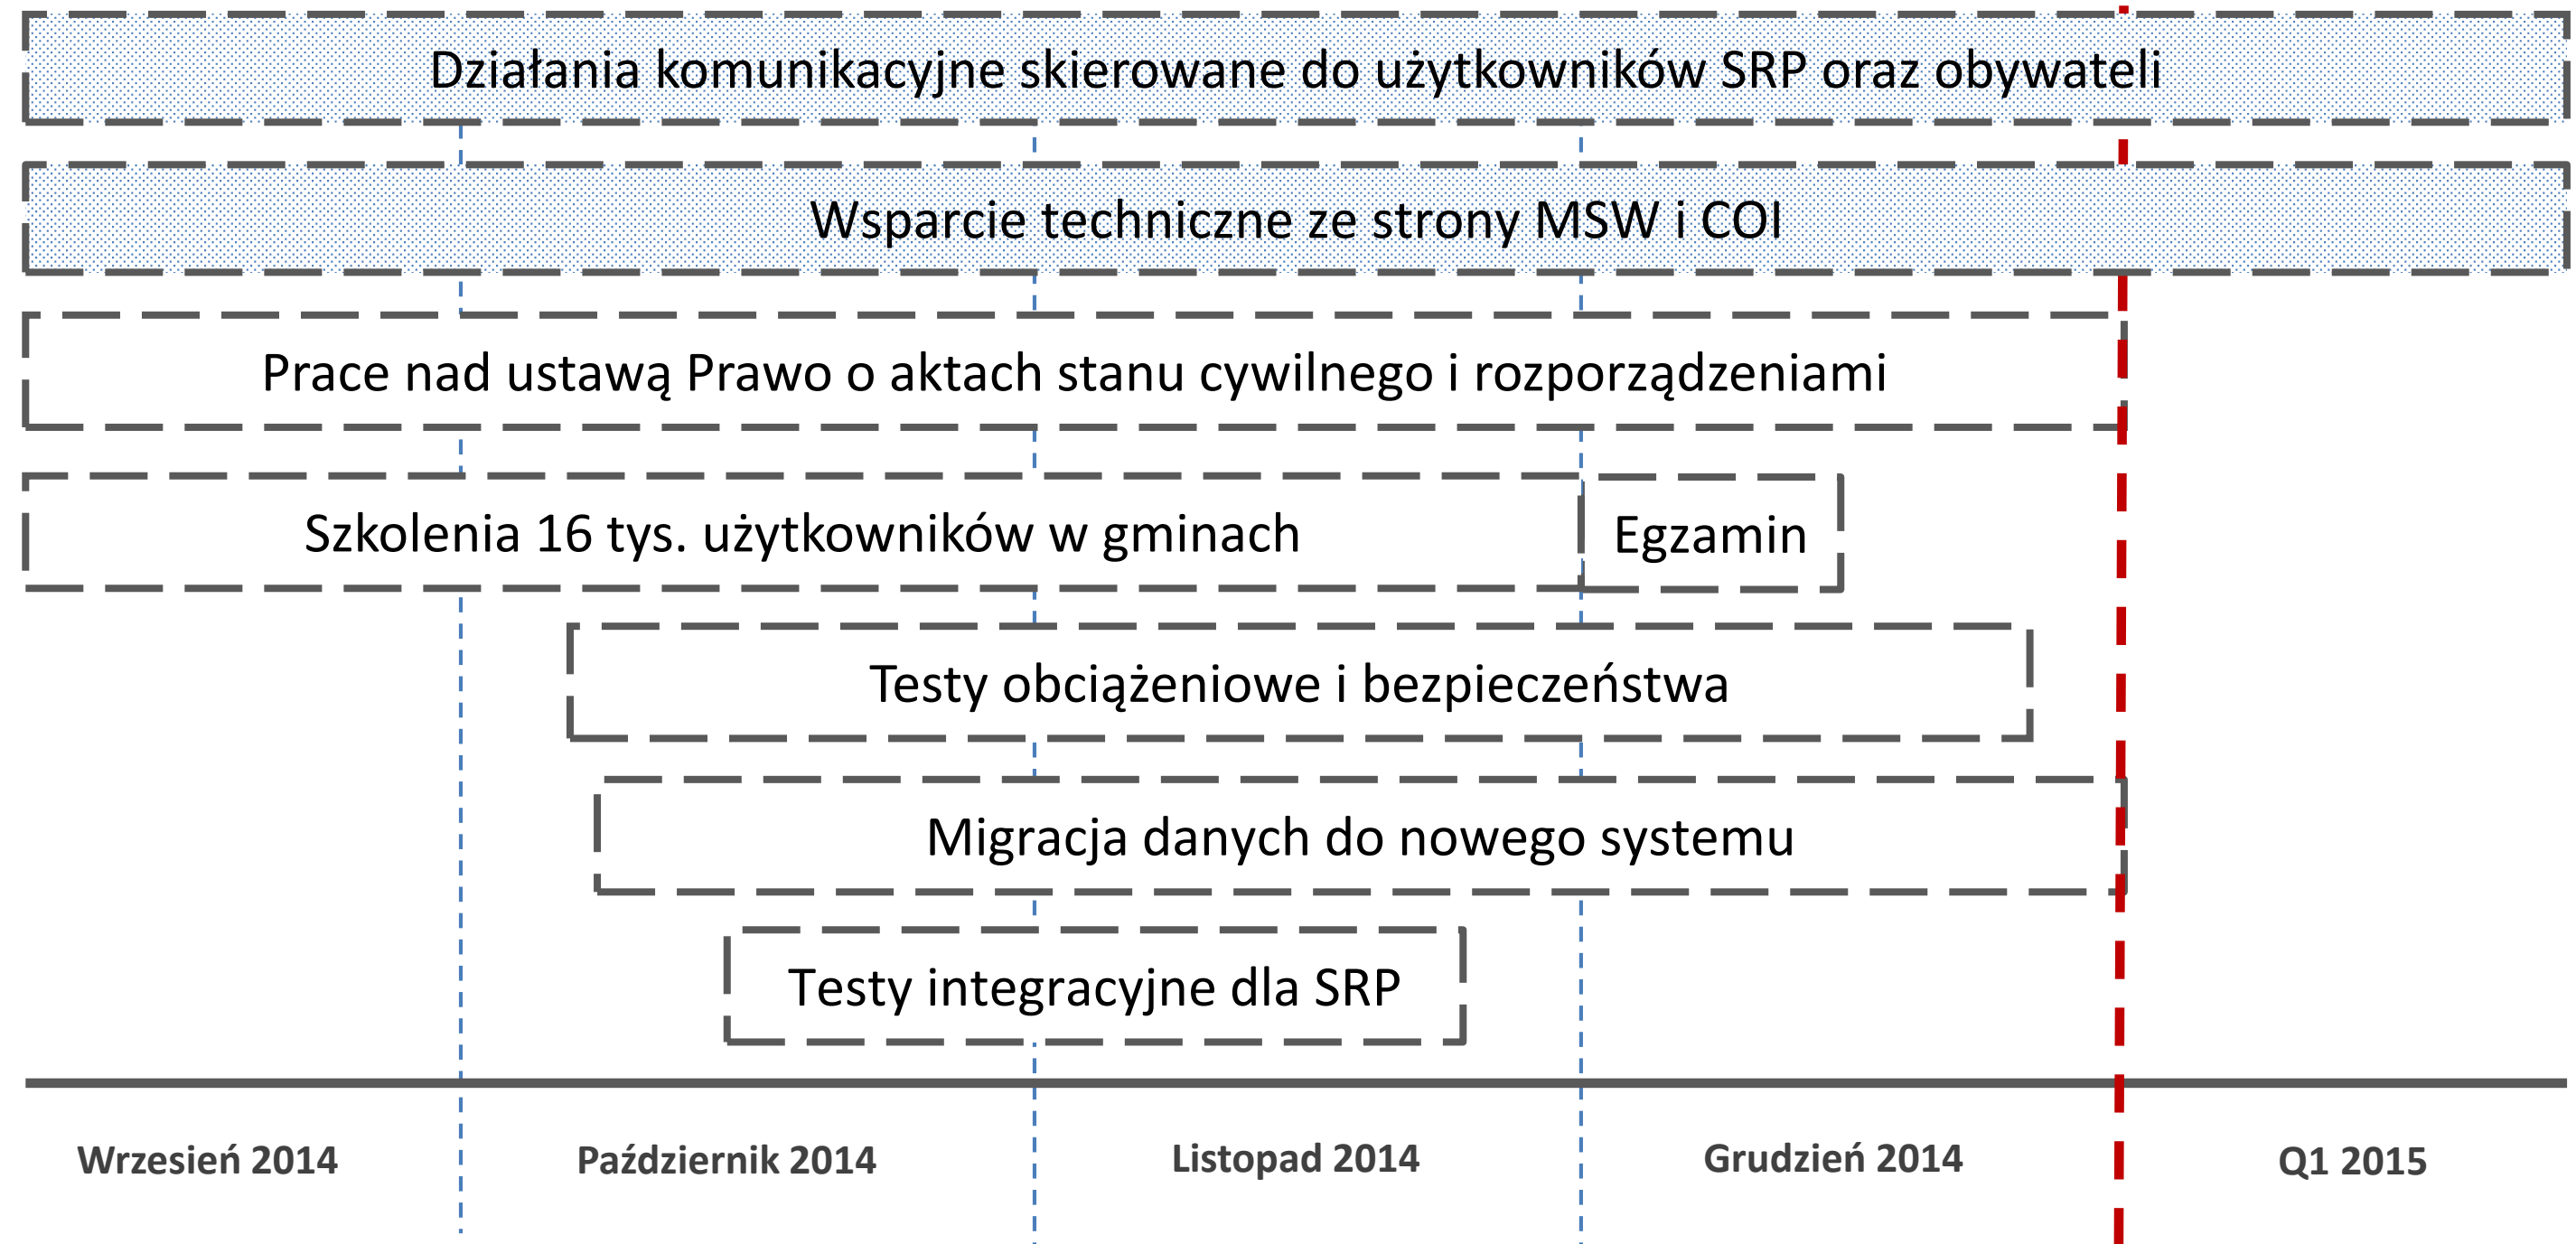 Działania komunikacyjne skierowane do użytkowników SRP oraz obywateli
Wsparcie techniczne ze strony MSW i COI
Prace nad ustawą Prawo o aktach stanu cywilnego i rozporządzeniami
Szkolenia 16 tys. użytkowników w gminach
Egzamin
Testy obciążeniowe i bezpieczeństwa
Migracja danych do nowego systemu
Testy integracyjne dla SRP
Wrzesień 2014
Październik 2014
Listopad 2014
Grudzień 2014
Q1 2015